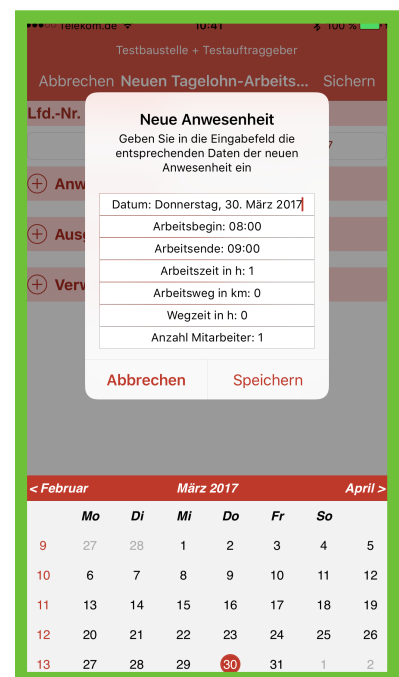 Telekom.de 10:41 100 %
Testbaustelle + Testauftraggeber
Abbrechen Neuen Tagelohn-Arbeits... Sichern
Lfd.-Nr.
Neue Anwesenheit
Geben Sie in die Eingabefeld die
entsprechenden Daten der neuen
Anwesenheit ein
7
Anw
Datum: Donnerstag, 30. März 2017
Arbeitsbegin: 08:00
Ausg
Arbeitsende: 09:00
Arbeitszeit in h: 1
Verw
Arbeitsweg in km: 0
Wegzeit in h: 0
Anzahl Mitarbeiter: 1
Abbrechen Speichern
< Februar März 2017 April >
Mo Di Mi Do Fr So
9 27 28 1 2 3 4 5
10 6 7 8 9 10 11 12
11 13 14 15 16 17 18 19
12 20 21 22 23 24 25 26
13 27 28 29 30 31 1 2